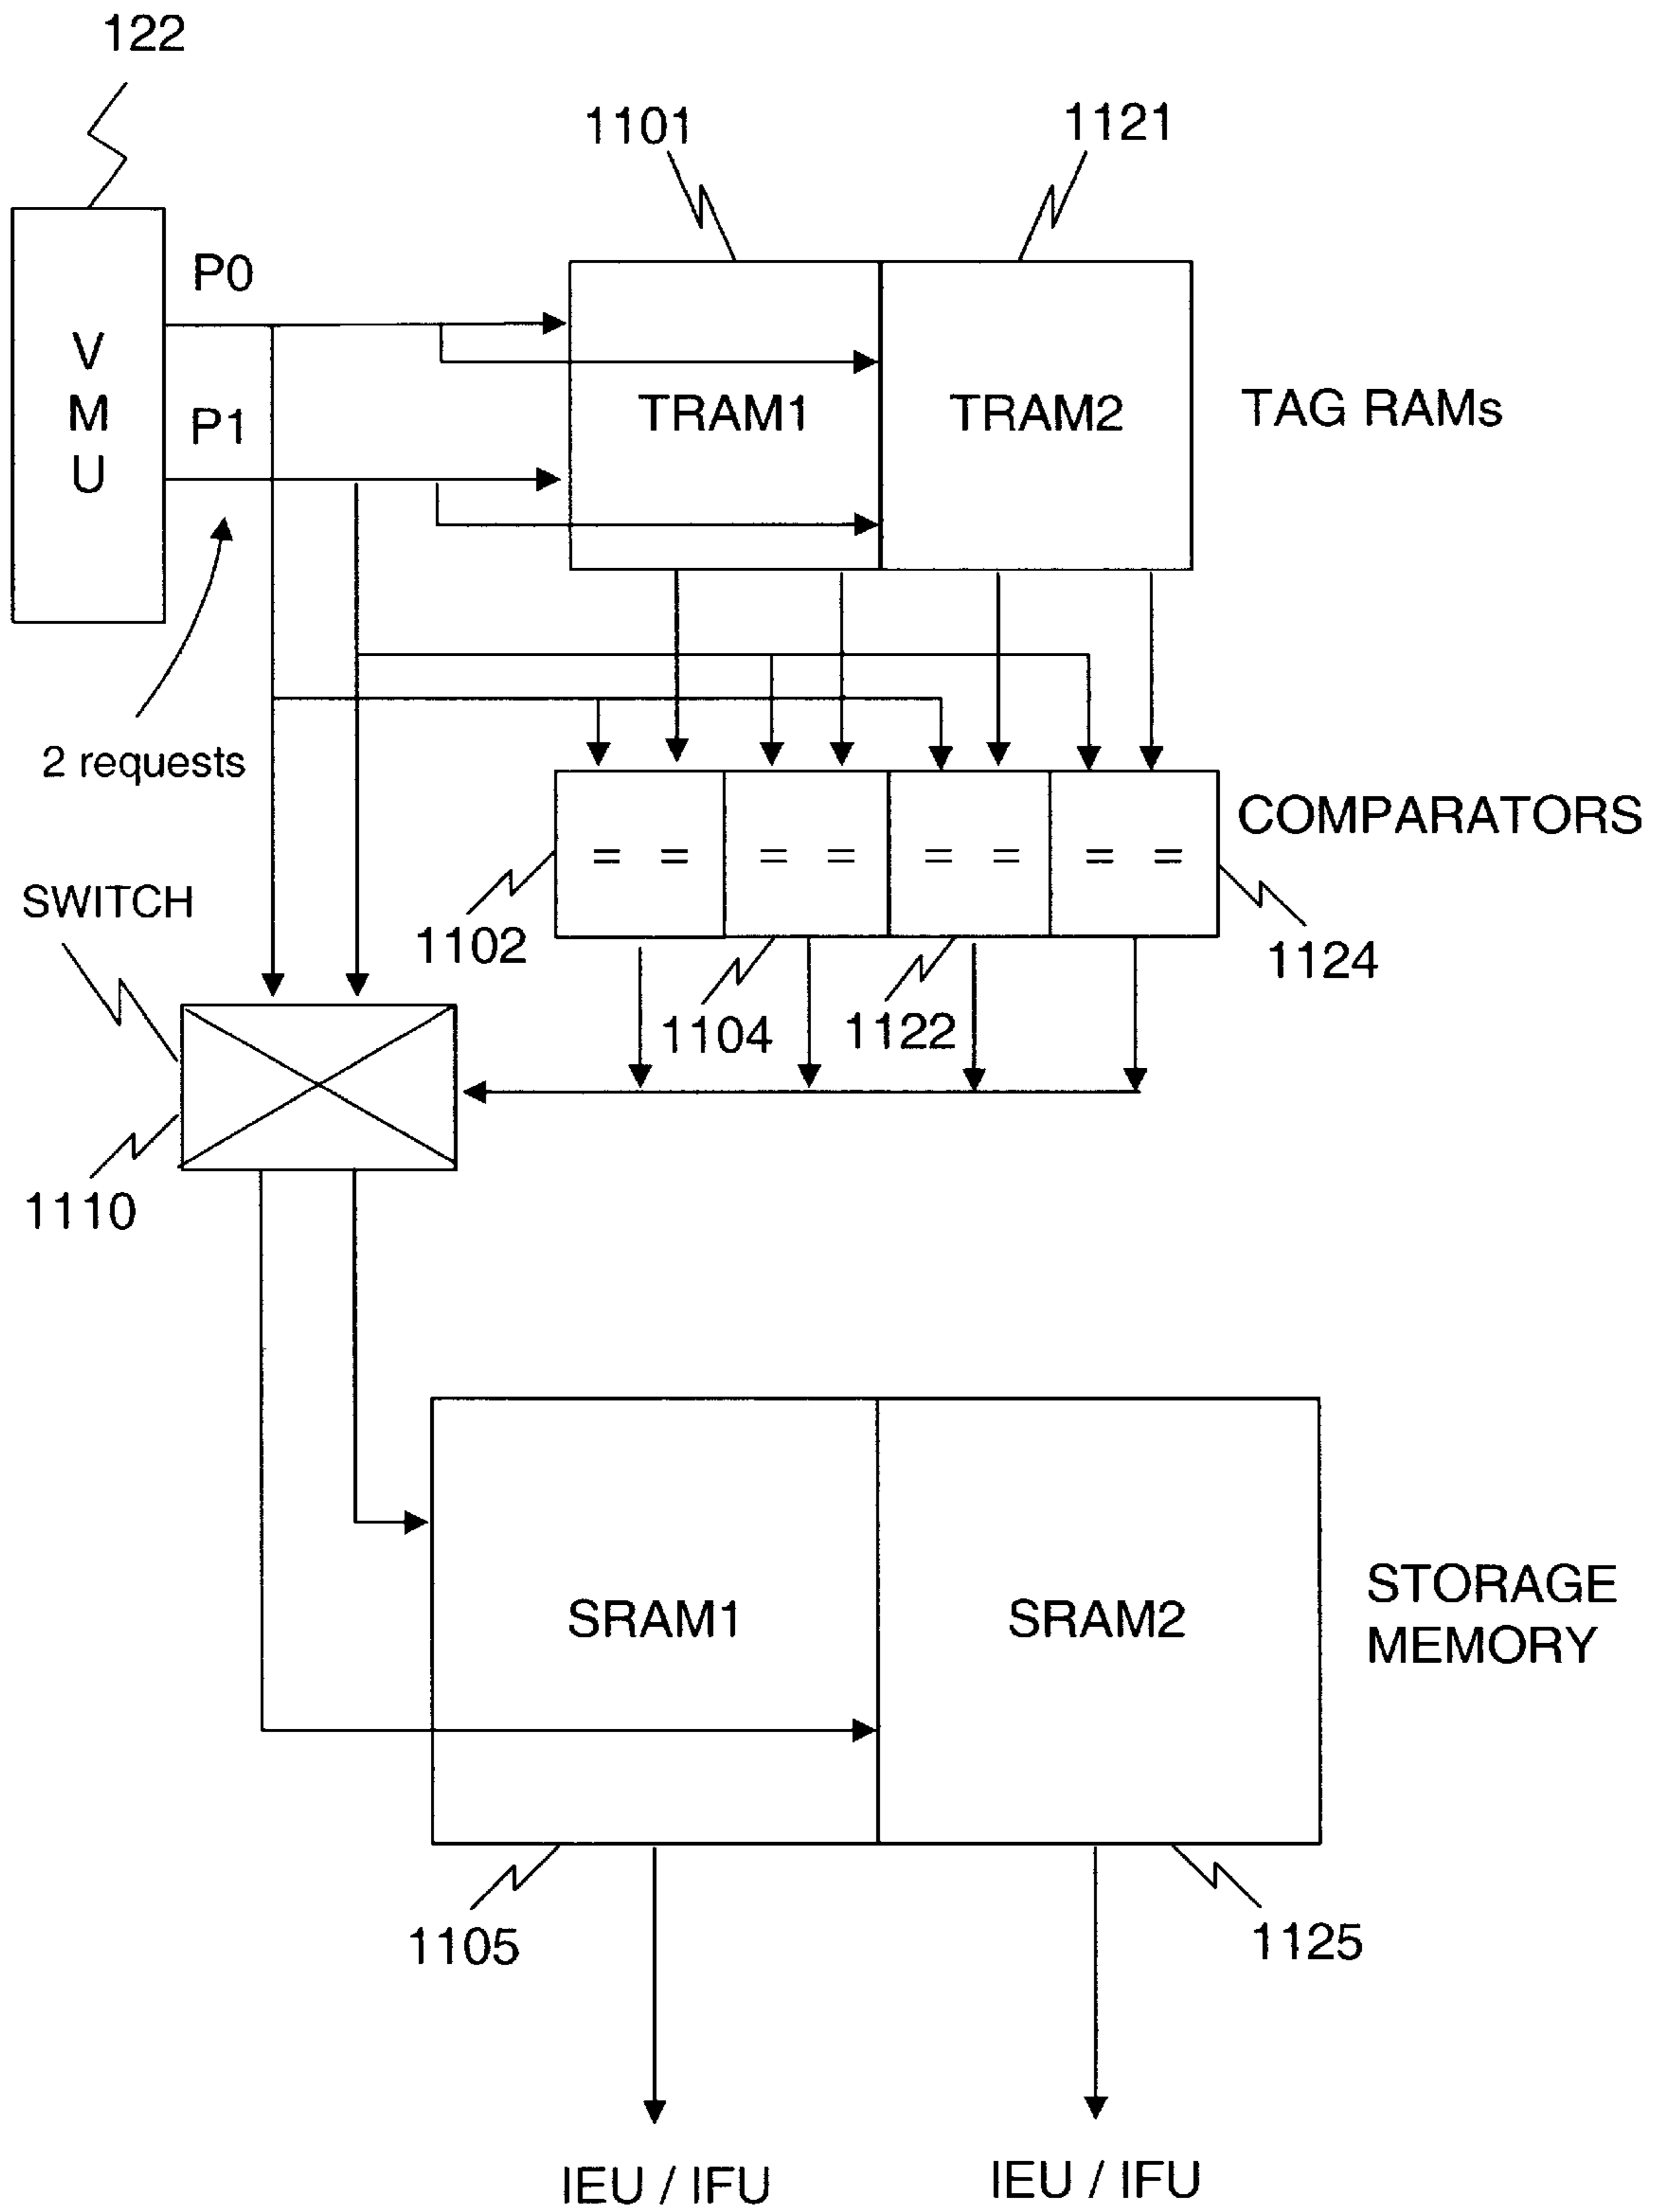 122
1101
1121
P0
V
M
U
P1
TRAM1
TRAM2
TAG RAMs
2 requests
COMPARATORS
= = = = = = = =
SWITCH
1102
1124
1104
1122
1110
SRAM1
SRAM2
STORAGE
MEMORY
1105
1125
IEU / IFU
IEU / IFU